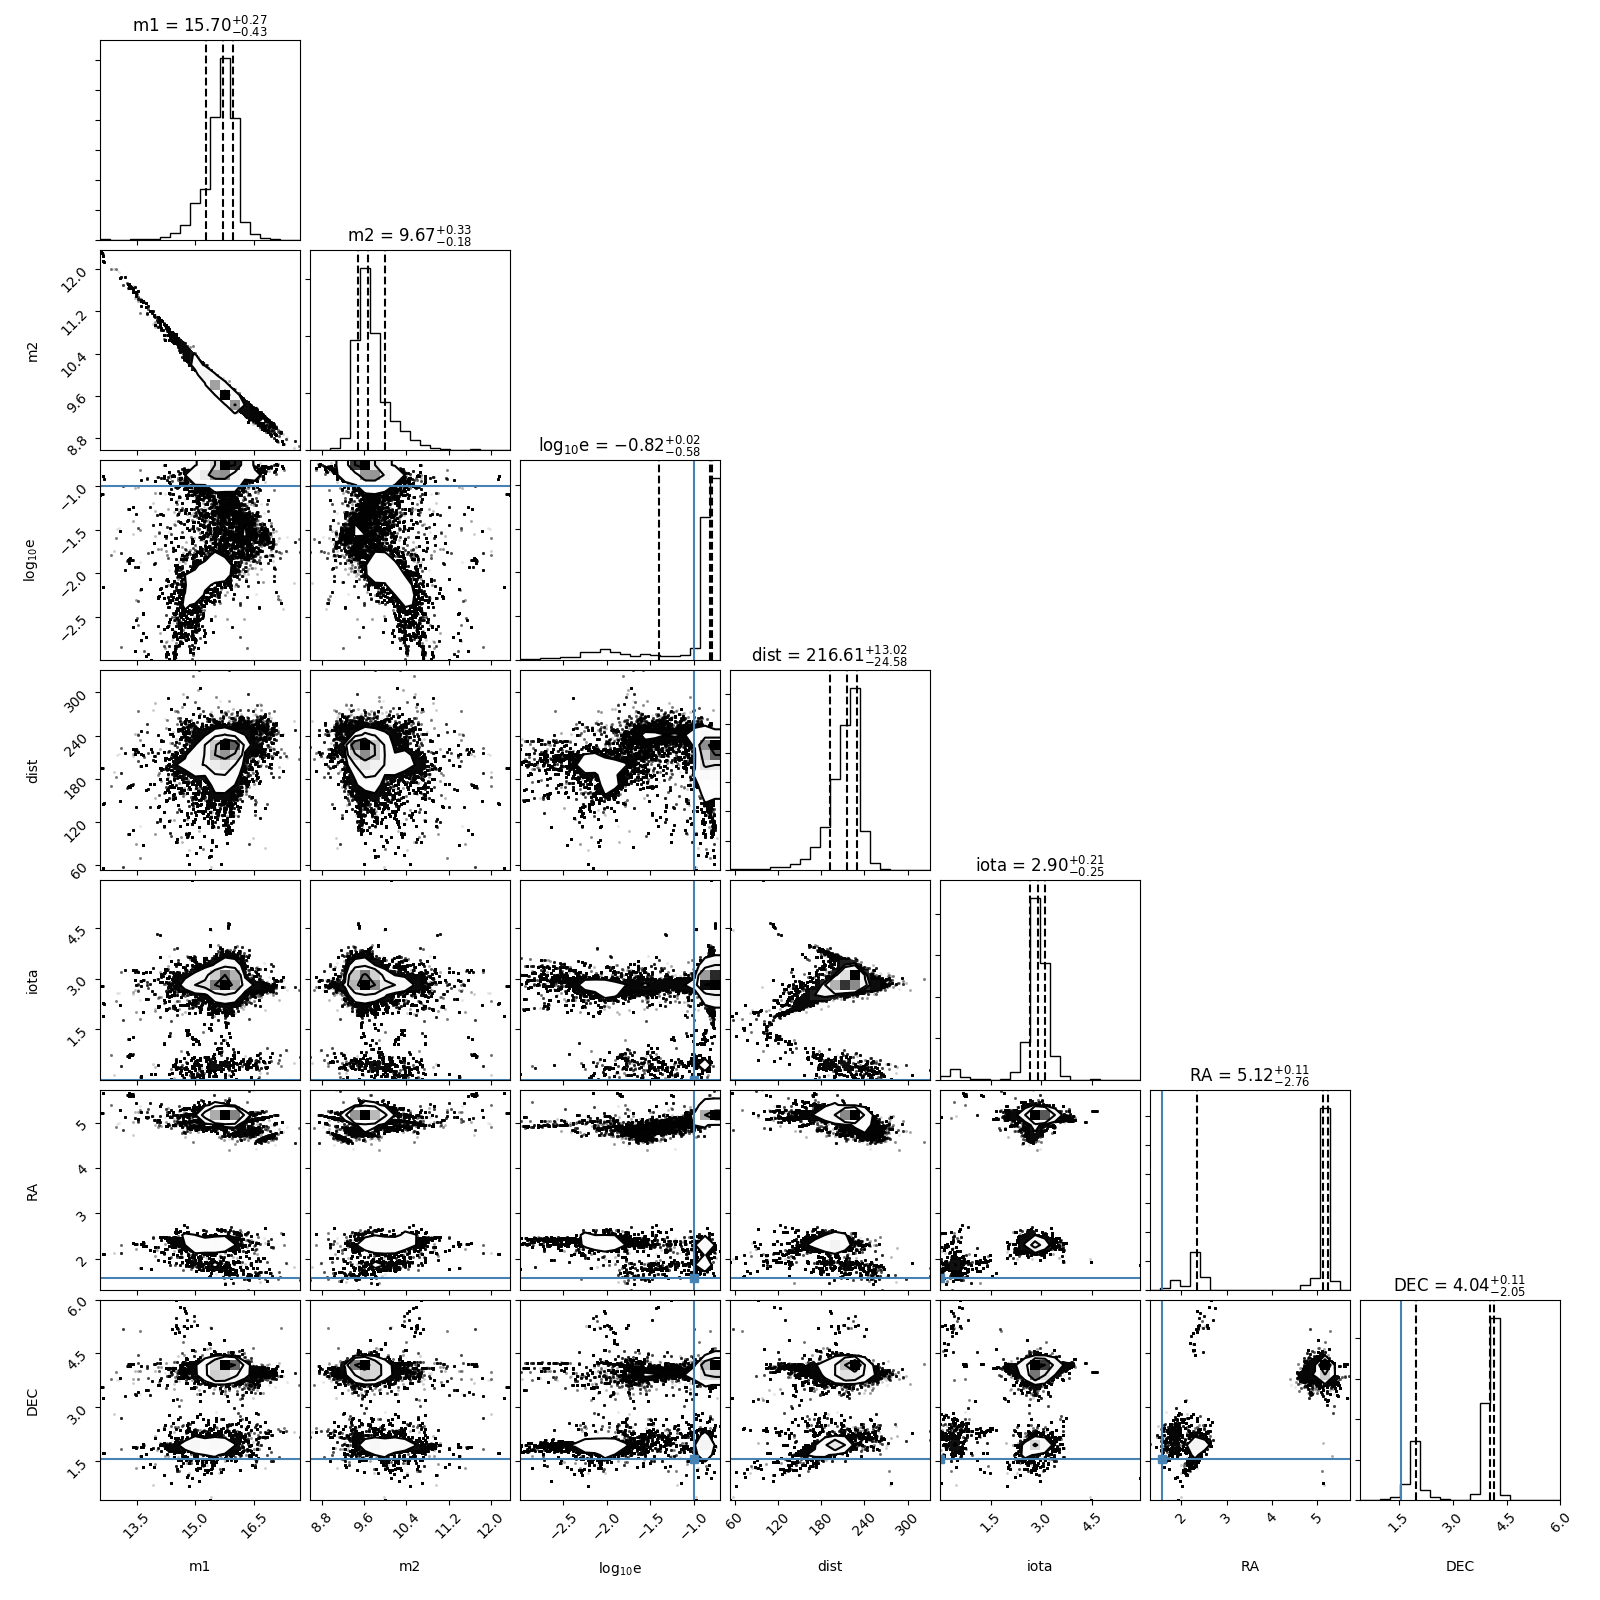 m1 = 15.70+0.27 −0.43
m2 = 9.67+0.33 −0.18
12.0
11.2
10.4
9.6
8.8
m2
log10e = −0.82+0.02 −0.58
−1.0
−1.5
−2.0
−2.5
log10e
dist = 216.61+13.02 −24.58
300
240
180
120
60
dist
iota = 2.90+0.21 −0.25
4.5
3.0
1.5
iota
RA = 5.12+0.11 −2.76
5
4
3
2
RA
DEC = 4.04+0.11 −2.05
6.0
4.5
3.0
1.5
DEC
13.5 15.0 16.5 8.8 9.6 10.4 11.2 12.0 −2.5 −2.0 −1.5 −1.0 60 120 180 240 300 1.5 3.0 4.5 2 3 4 5 1.5 3.0 4.5 6.0
m1 m2 log10e dist iota RA DEC